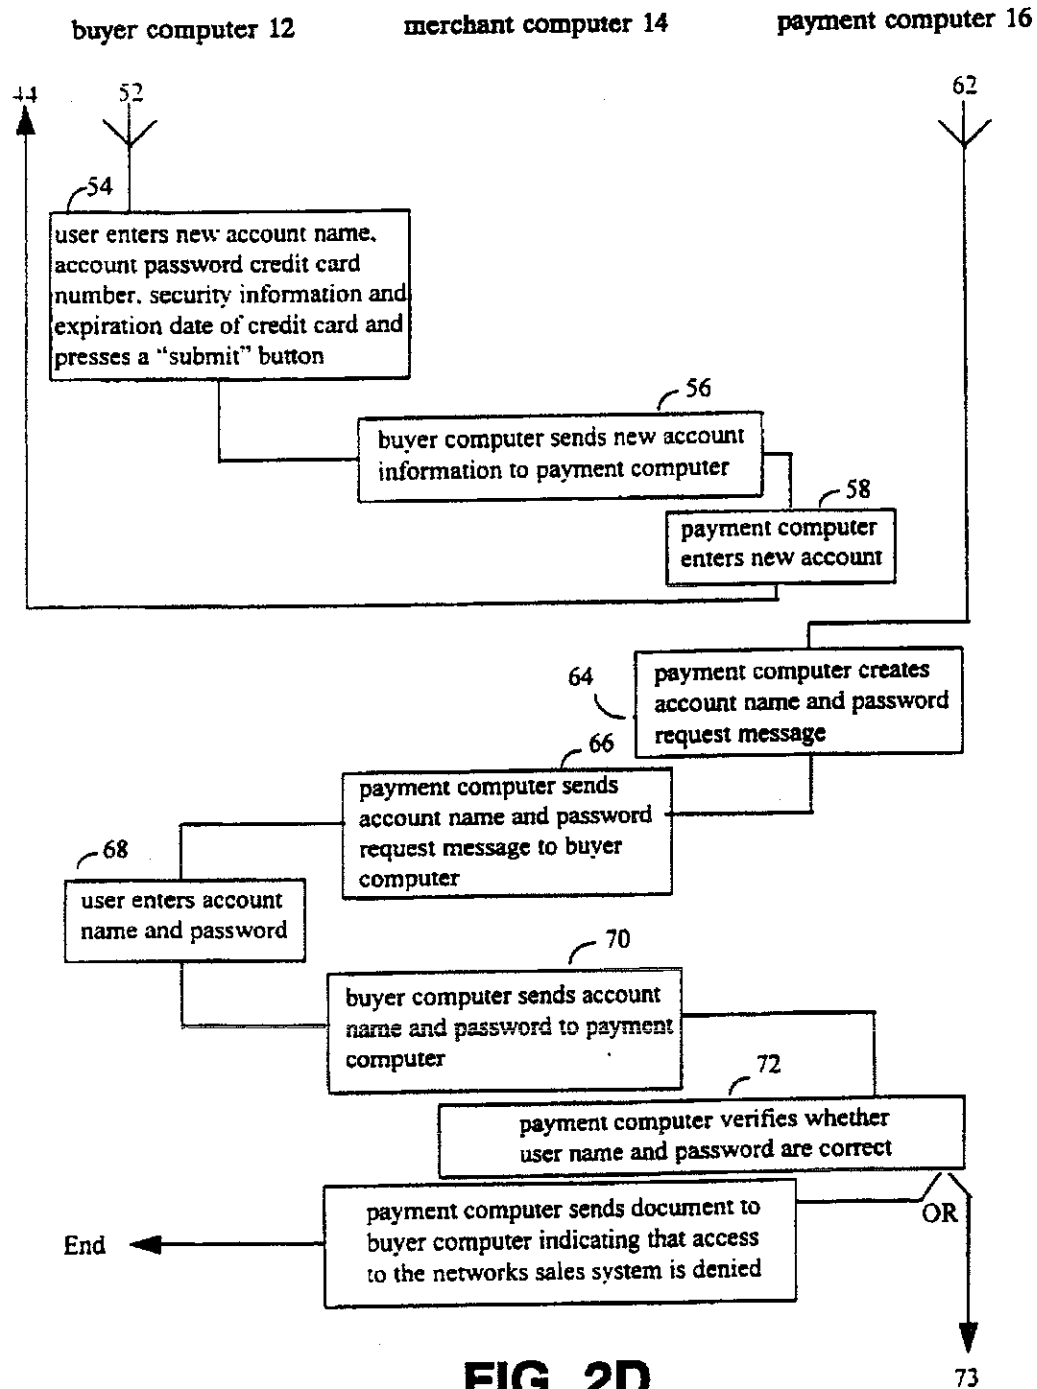 buyer computer 12 merchant computer 14 payment computer 16
44 52 62
54
user enters new account name,
account password credit card
number, security information and
expiration date of credit card and
presses a “submit” button
56
buyer computer sends new account
information to payment computer
58
payment computer
enters new account
64
payment computer creates
account name and password
request message
66
payment computer sends
account name and password
request message to buyer
computer
68
user enters account
name and password
70
buyer computer sends account
name and password to payment
computer
72
payment computer verifies whether
user name and password are correct
OR
payment computer sends document to
buyer computer indicating that access
to the networks sales system is denied
End
73
FIG. 2D